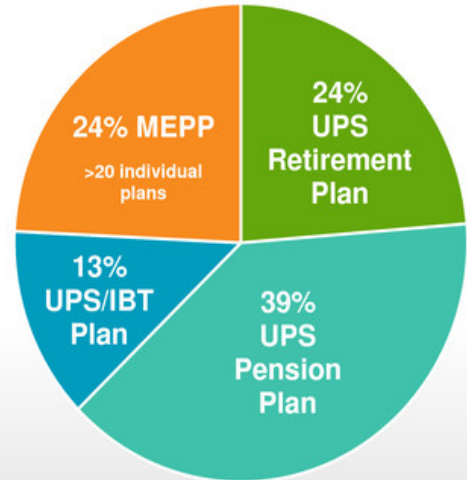 24%
UPS
Retirement
Plan
39%
UPS
Pension
Plan
13%
UPS/IBT
Plan
24% MEPP
>20 individual
plans